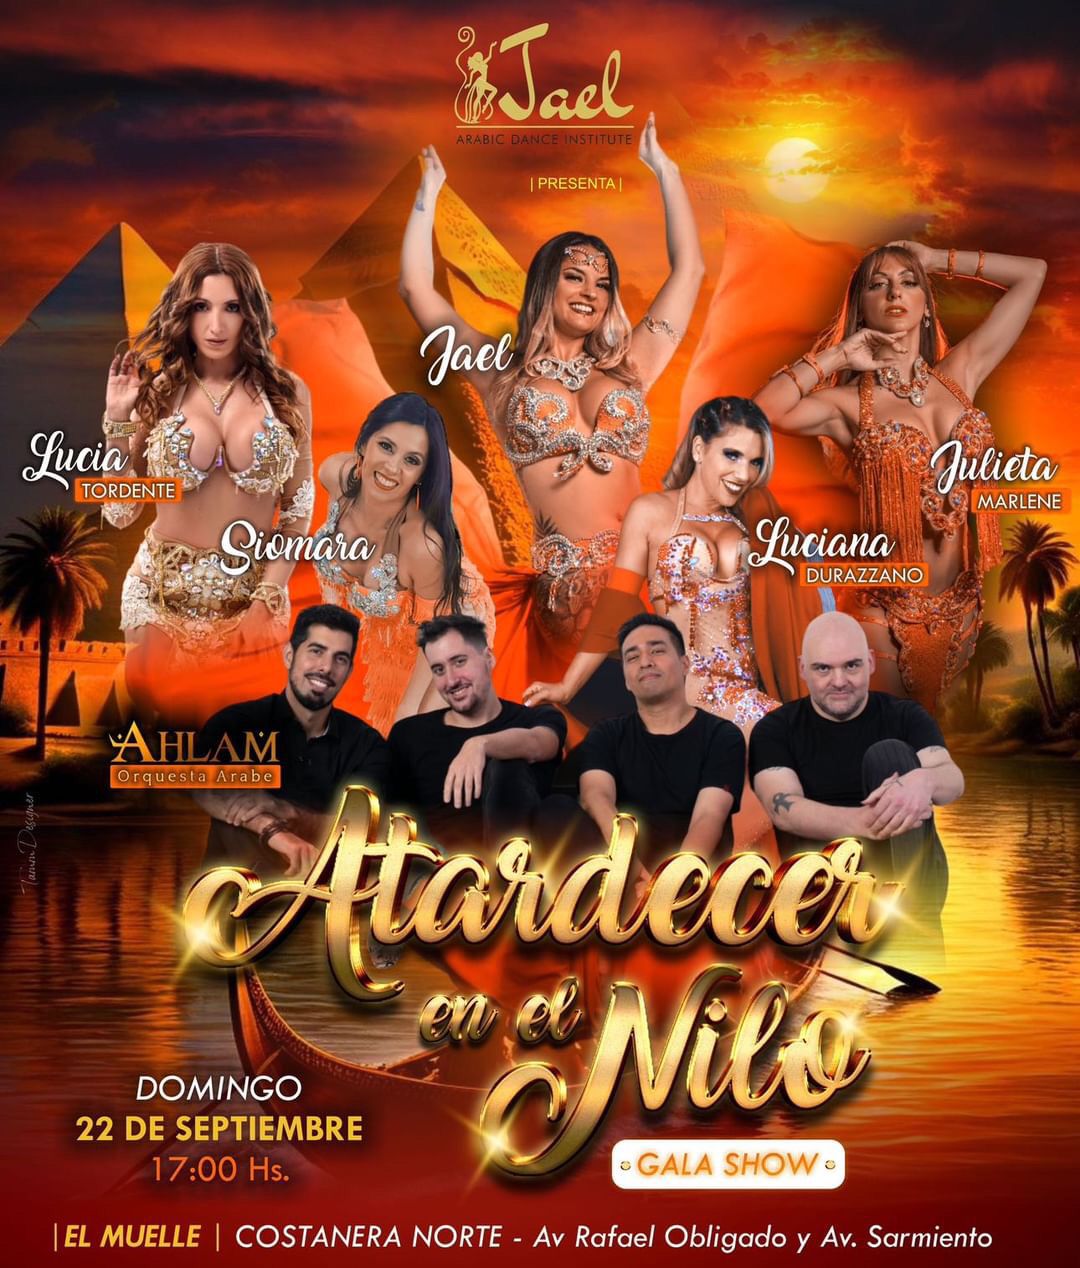 Jael
ARABIC DANCE INSTITUTE
| PRESENTA |
Jael
Lucia
TORDENTE
Siomara
Julieta
MARLENE
Luciana
DURAZZANO
AHLAM
Orquesta Arabe
Tamm Designer
Atardecer
en el Nilo
DOMINGO
22 DE SEPTIEMBRE
17:00 Hs.
GALA SHOW
| EL MUELLE | COSTANERA NORTE - Av Rafael Obligado y Av. Sarmiento